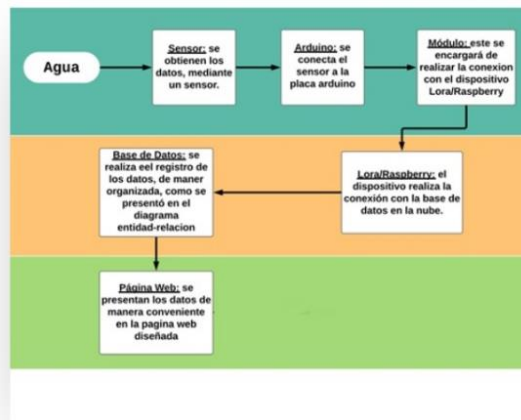 Agua
Sensor: se
obtienen los
datos, mediante
un sensor.
Arduino: se
conecta el
sensor a la
placa arduino
Módulo: este se
encargará de
realizar la conexion
con el dispositivo
Lora/Raspberry
Lora/Raspberry: el
dispositivo realiza la
conexión con la base de
datos en la nube.
Base de Datos: se
realiza eel registro de
los datos, de maner
organizada, como se
presentó en el
diagrama
entidad-relacion
Página Web: se
presentan los datos de
manera conveniente
en la pagina web
diseñada